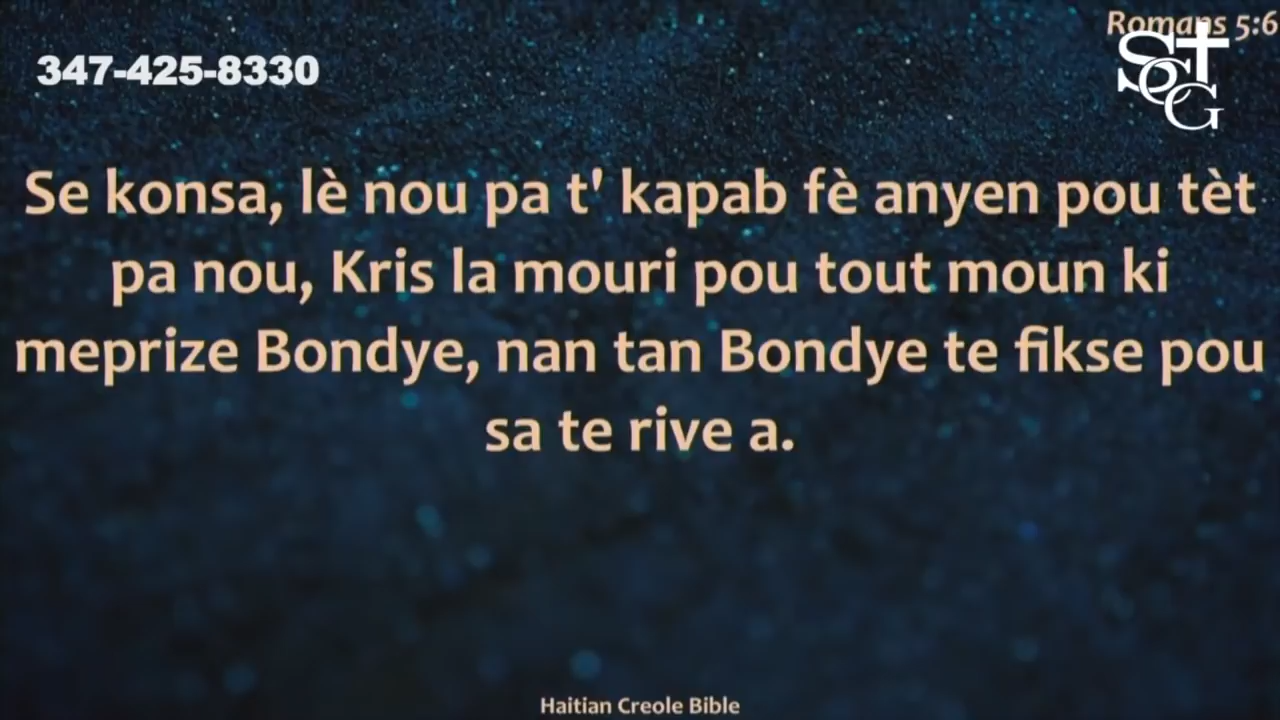 Romans 5:6
347-425-8330
StCG
Se konsa, lè nou pa t' kapab fè anyen pou tèt
pa nou, Kris la mouri pou tout moun ki
meprize Bondye, nan tan Bondye te fikse pou
sa te rive a.
Haitian Creole Bible